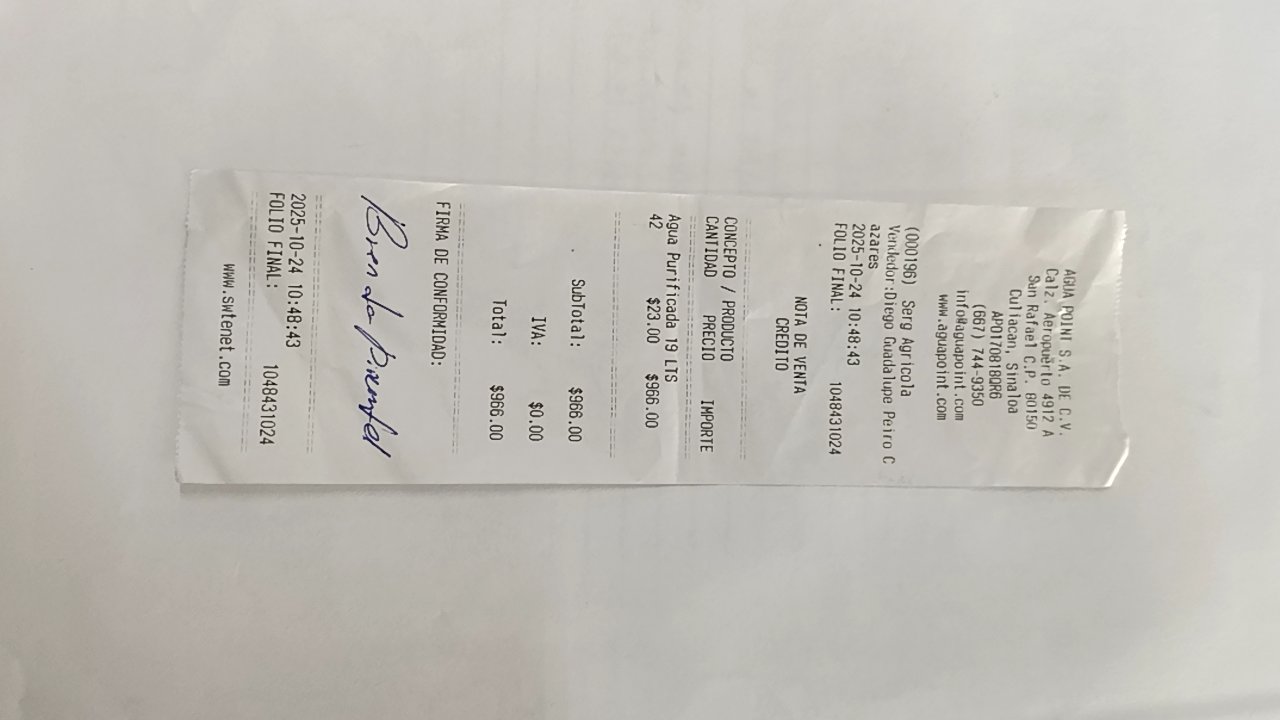 AGUA POINT S.A. DE C.V.
Calz. Aeropuerto 4912 A
San Rafael C.P. 80150
Culiacan, Sinaloa
APO170818QR6
(667) 744-9350
info@aguapoint.com
www.aguapoint.com
(000196) Serg Agricola
Vendedor:Diego Guadalupe Peiro C
azares
2025-10-24 10:48:43
FOLIO FINAL: 1048431024
NOTA DE VENTA
CREDITO
CONCEPTO / PRODUCTO
CANTIDAD PRECIO IMPORTE
Agua Purificada 19 LTS
42 $23.00 $966.00
SubTotal: $966.00
IVA: $0.00
Total: $966.00
FIRMA DE CONFORMIDAD:
Brenda Pimentel
2025-10-24 10:48:43
FOLIO FINAL: 1048431024
www.swtenet.com